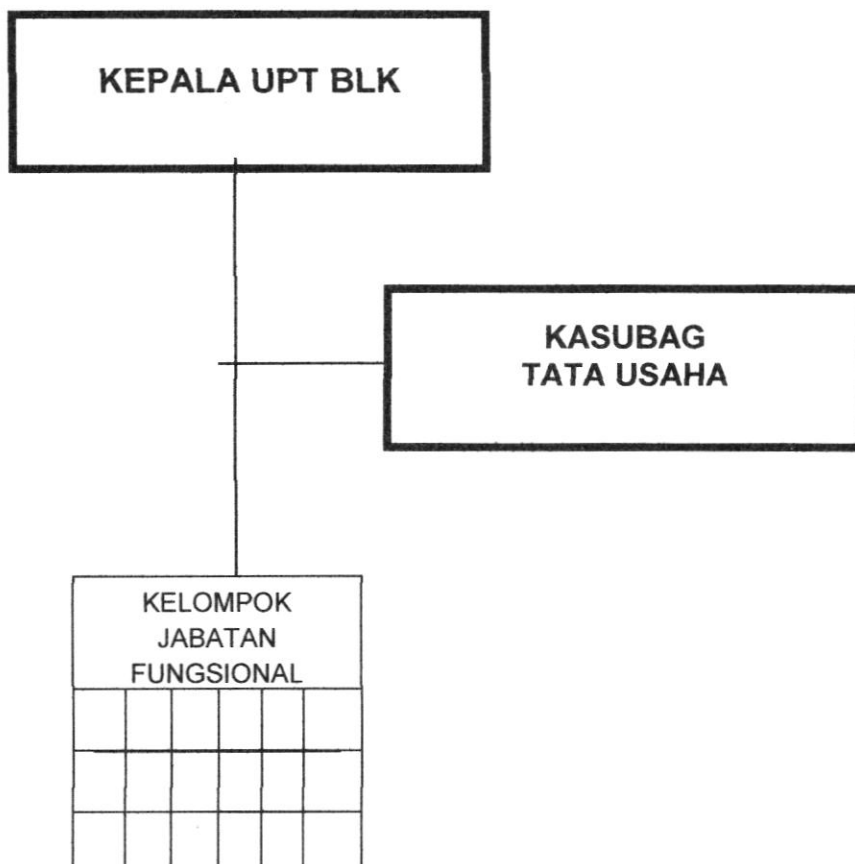 KEPALA UPT BLK
KASUBAG
TATA USAHA
KELOMPOK
JABATAN
FUNGSIONAL